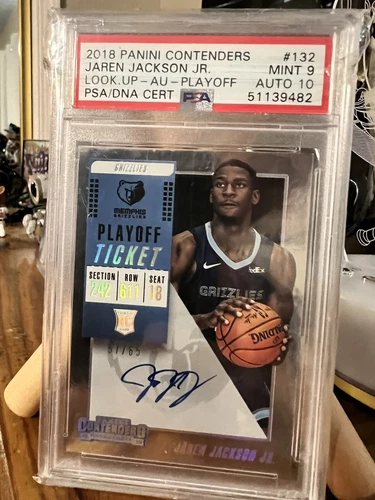 2018 PANINI CONTENDERS #132
JAREN JACKSON JR. MINT 9
LOOK.UP-AU-PLAYOFF AUTO 10
PSA/DNA CERT PSA 51139482
GRIZZLIES
MEMPHIS
GRIZZLIES
PLAYOFF
TICKET
SECTION ROW SEAT
242 611 18
FedEx
GRIZZLIES
SPALDING
CONTENDERS
JAREN JACKSON JR.